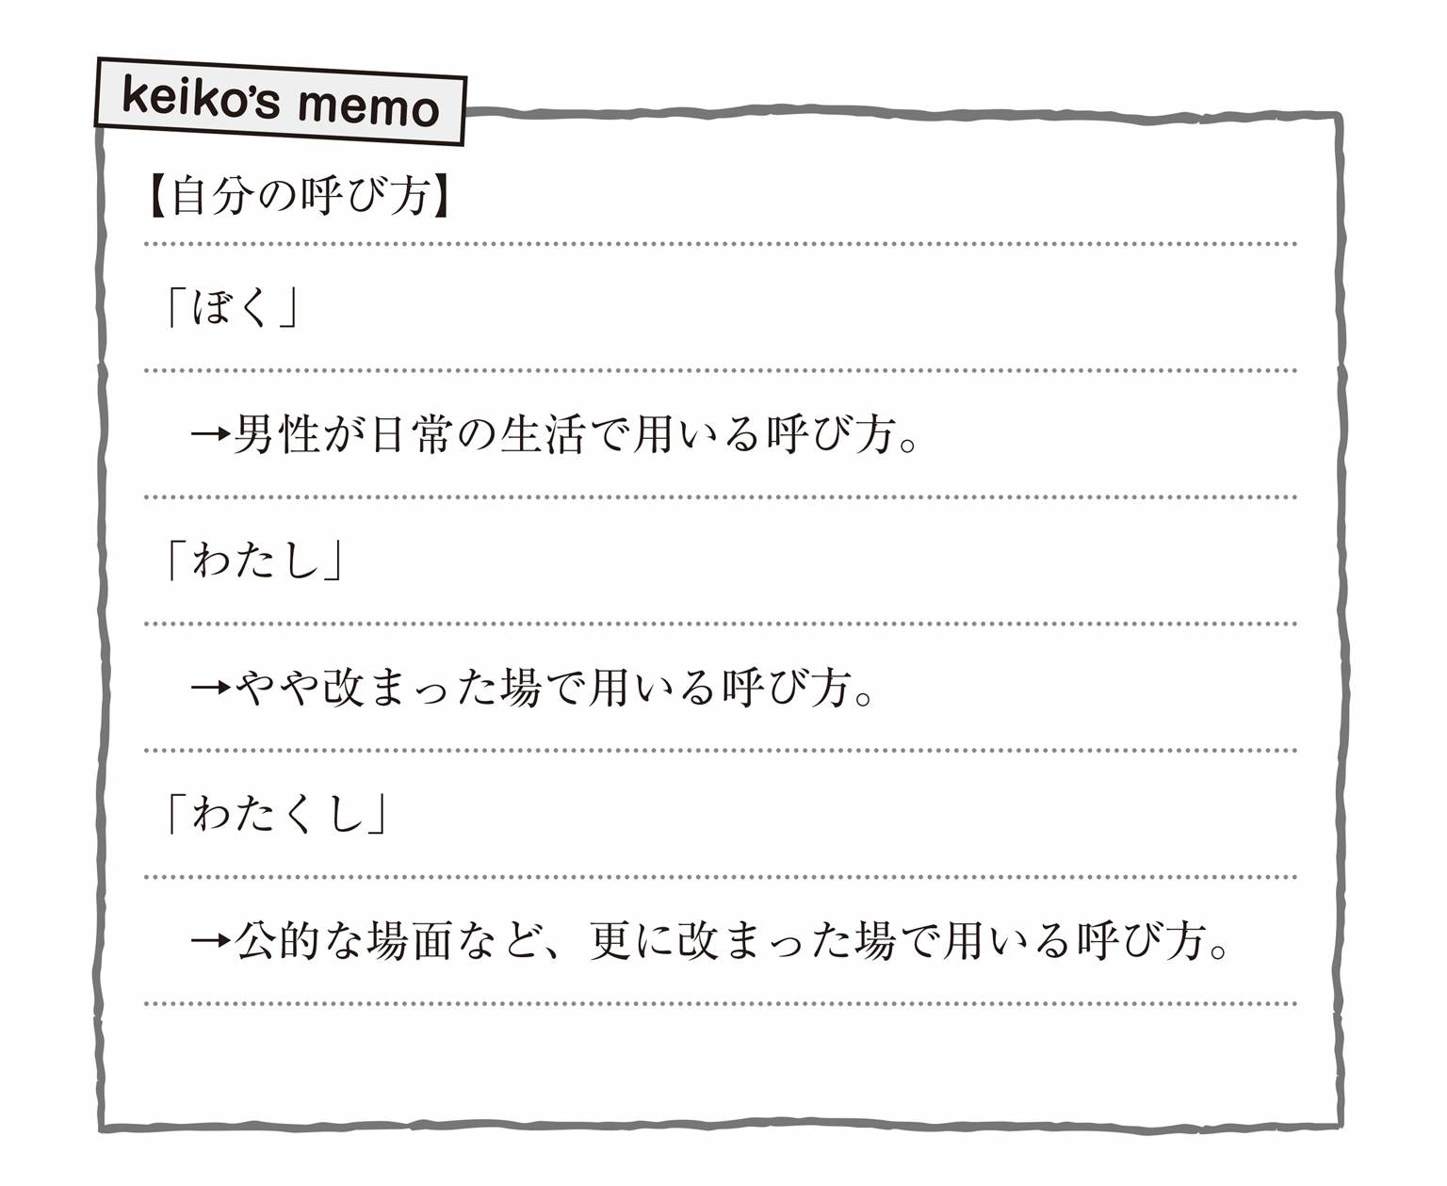 keiko's memo
【自分の呼び方】
「ぼく」
→男性が日常の生活で用いる呼び方。
「わたし」
→やや改まった場で用いる呼び方。
「わたくし」
→公的な場面など、更に改まった場で用いる呼び方。